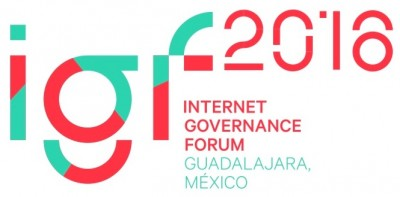 igf 2016
INTERNET
GOVERNANCE
FORUM
GUADALAJARA,
MÉXICO